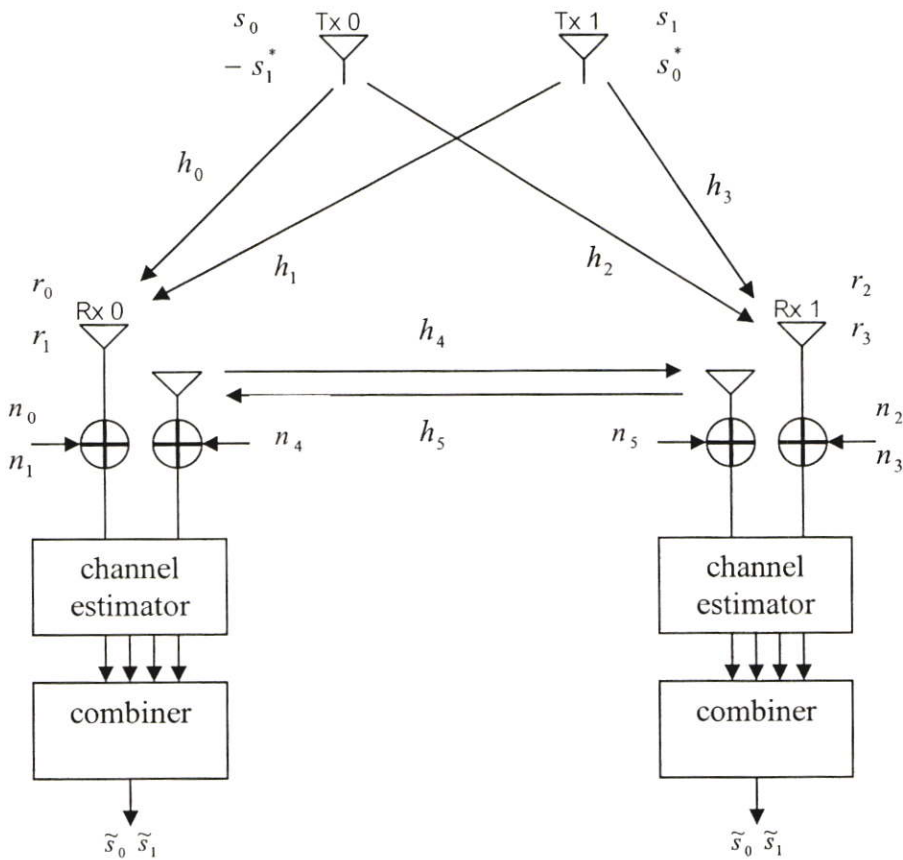 s₀ Tx 0 Tx 1 s₁
− s₁* s₀*
h₀ h₃
h₁ h₂
r₀ r₂
Rx 0 Rx 1
r₁ r₃
h₄
n₀ n₄ h₅ n₅ n₂
n₁ n₃
channel estimator
channel estimator
combiner combiner
s̃₀ s̃₁ s̃₀ s̃₁